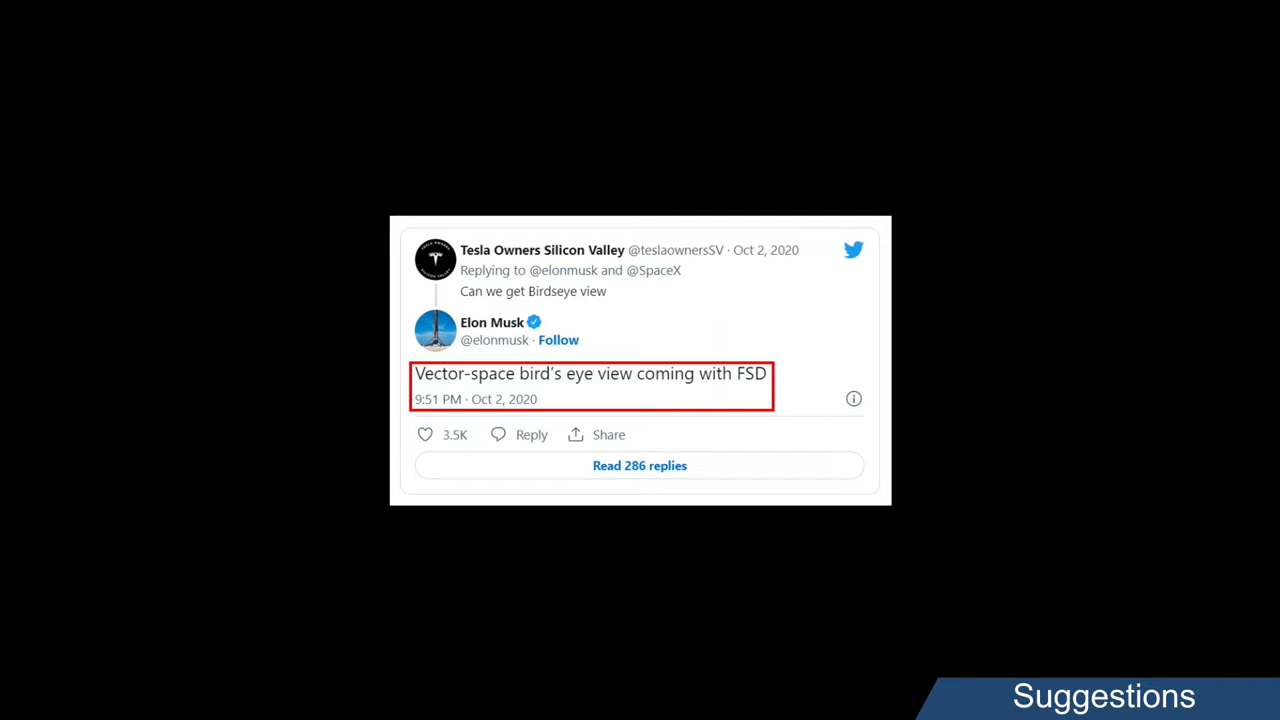 Tesla Owners Silicon Valley @teslaownersSV · Oct 2, 2020
Replying to @elonmusk and @SpaceX
Can we get Birdseye view
Elon Musk
@elonmusk · Follow
Vector-space bird’s eye view coming with FSD
9:51 PM · Oct 2, 2020
3.5K Reply Share
Read 286 replies
Suggestions